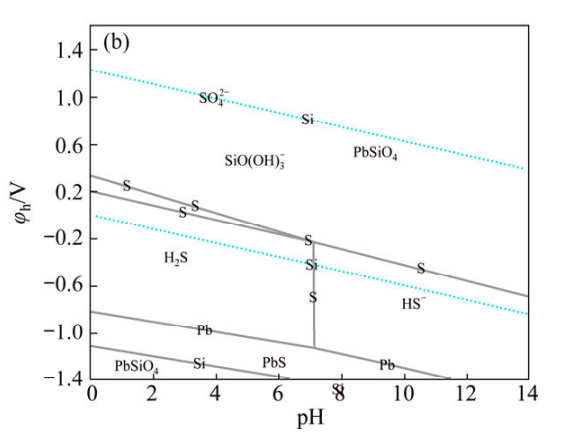 (b)
1.4
SO₄²⁻
1.0
Si
0.6
SiO(OH)₃⁻
PbSiO₄
φh/V
0.2
S
S
S
−0.2
S
H₂S
Si
S
−0.6
S
HS⁻
−1.0
Pb
PbSiO₄
Si
PbS
Pb
−1.4
Si
0 2 4 6 8 10 12 14
pH